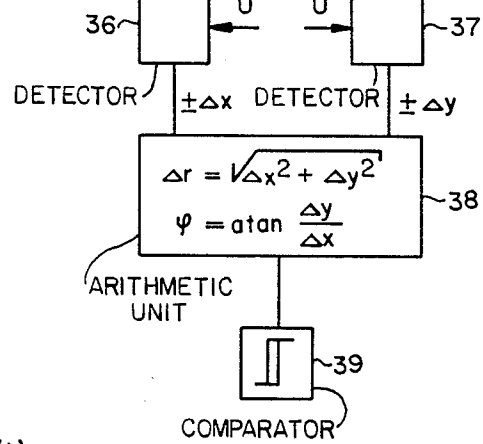 36
U
U
37
DETECTOR
±Δx
DETECTOR
±Δy
Δr = √Δx² + Δy²
φ = atan Δy/Δx
38
ARITHMETIC
UNIT
39
COMPARATOR